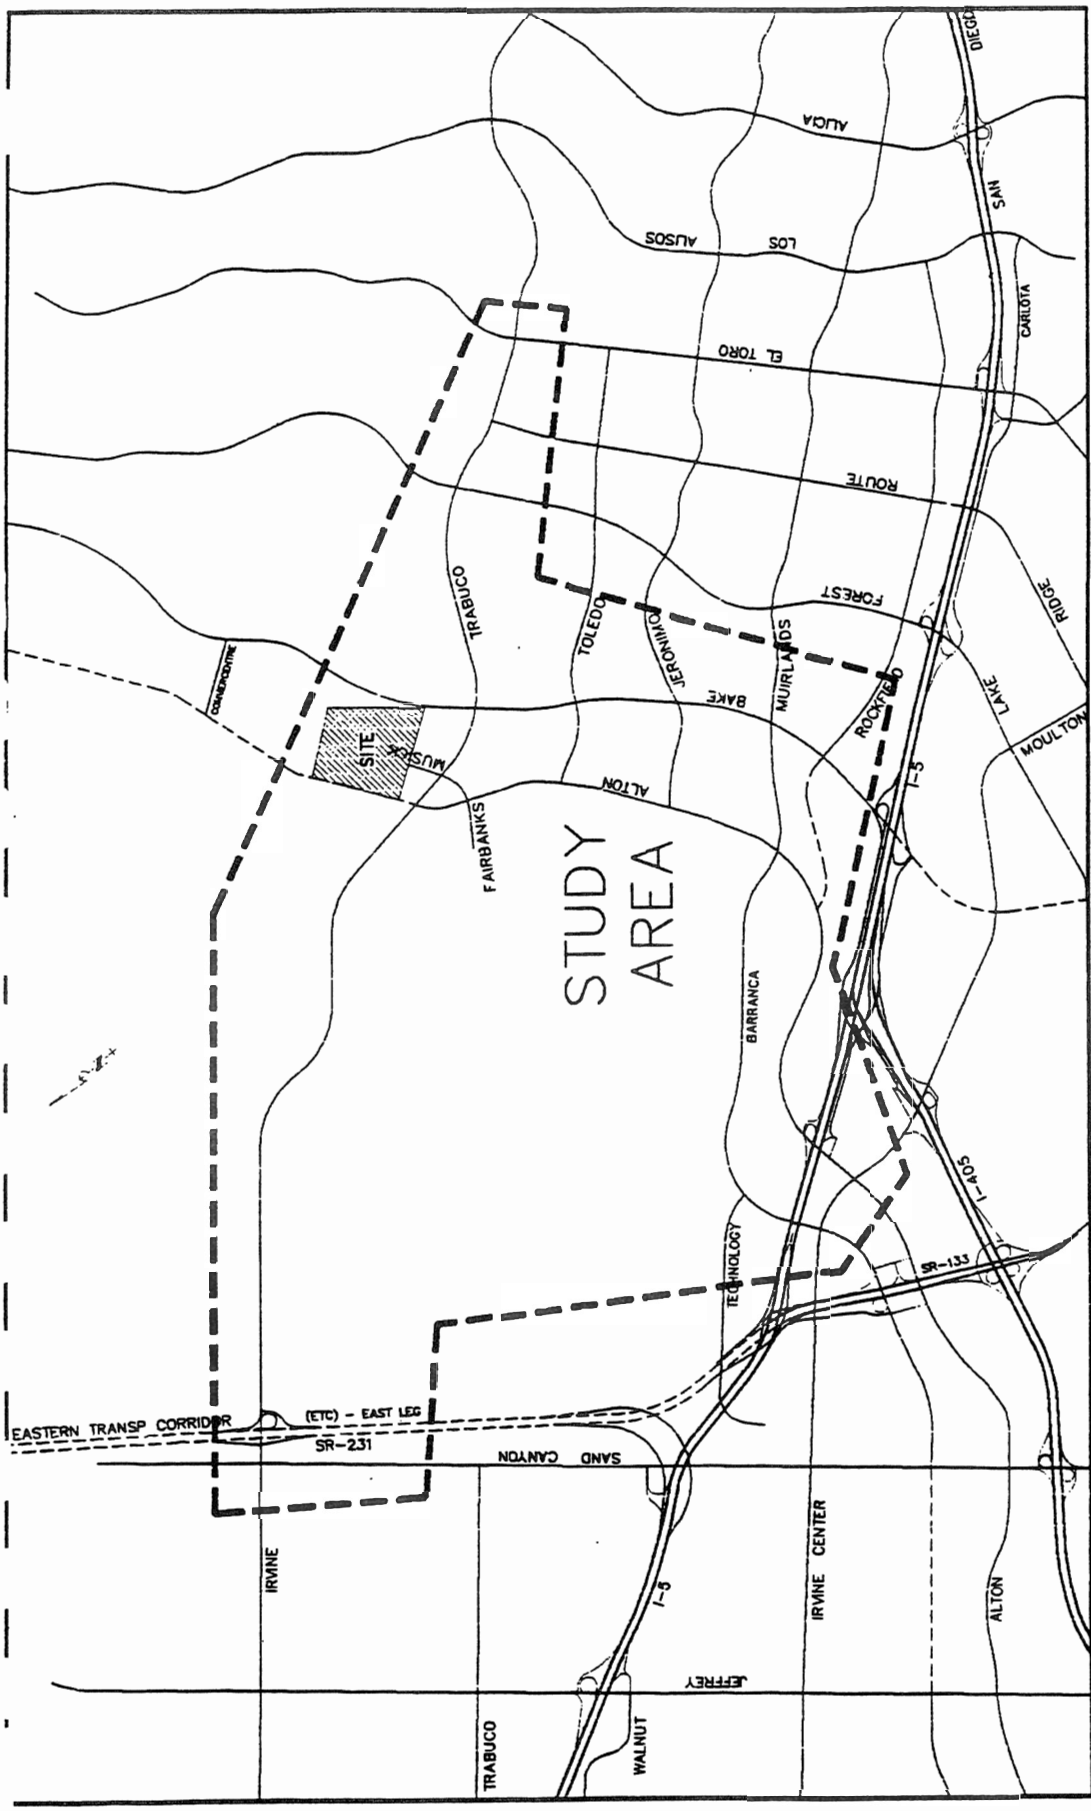 DIEGO
ALICIA
SAN
LOS
ALISOS
CARLOTA
EL TORO
ROUTE
TRABUCO
FOREST
RIDGE
TOLEDO
JERONIMO
MUIRLANDS
COMMERCENTRE
BAKE
ROCKFIELD
LAKE
MOULTON
SITE
MUSICK
ALTON
I-5
FAIRBANKS
STUDY
AREA
BARRANCA
I-405
TECHNOLOGY
SR-133
EASTERN TRANSP CORRIDOR
(ETC) - EAST LEG
SR-231
SAND CANYON
IRVINE
I-5
IRVINE CENTER
ALTON
JEFFREY
TRABUCO
WALNUT